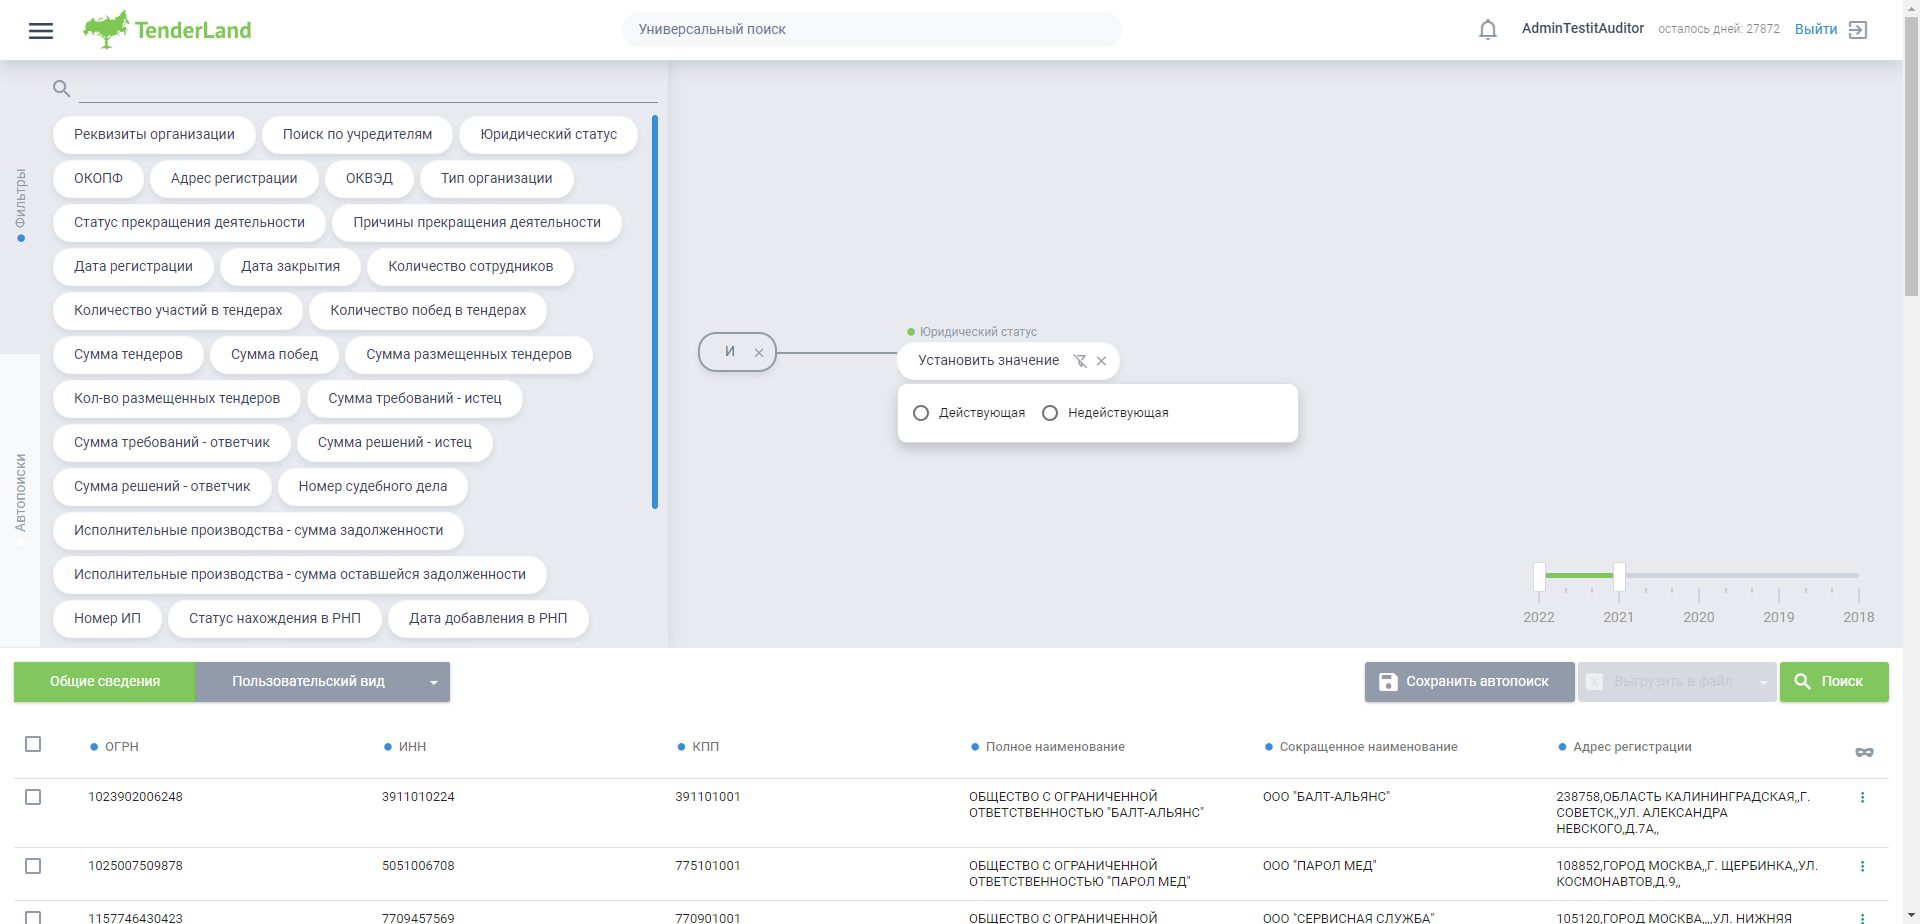 TenderLand
Универсальный поиск
AdminTestitAuditor
осталось дней: 27872
Выйти
Фильтры
Автопоиски
Реквизиты организации
Поиск по учредителям
Юридический статус
ОКОПФ
Адрес регистрации
ОКВЭД
Тип организации
Статус прекращения деятельности
Причины прекращения деятельности
Дата регистрации
Дата закрытия
Количество сотрудников
Количество участий в тендерах
Количество побед в тендерах
Сумма тендеров
Сумма побед
Сумма размещенных тендеров
Кол-во размещенных тендеров
Сумма требований - истец
Сумма требований - ответчик
Сумма решений - истец
Сумма решений - ответчик
Номер судебного дела
Исполнительные производства - сумма задолженности
Исполнительные производства - сумма оставшейся задолженности
Номер ИП
Статус нахождения в РНП
Дата добавления в РНП
И
Юридический статус
Установить значение
Действующая
Недействующая
2022
2021
2020
2019
2018
Общие сведения
Пользовательский вид
Сохранить автопоиск
Выгрузить в файл
Поиск
ОГРН
ИНН
КПП
Полное наименование
Сокращенное наименование
Адрес регистрации
1023902006248
3911010224
391101001
ОБЩЕСТВО С ОГРАНИЧЕННОЙ
ОТВЕТСТВЕННОСТЬЮ "БАЛТ-АЛЬЯНС"
ООО "БАЛТ-АЛЬЯНС"
238758,ОБЛАСТЬ КАЛИНИНГРАДСКАЯ,,Г.
СОВЕТСК,,УЛ. АЛЕКСАНДРА
НЕВСКОГО,Д.7А,,
1025007509878
5051006708
775101001
ОБЩЕСТВО С ОГРАНИЧЕННОЙ
ОТВЕТСТВЕННОСТЬЮ "ПАРОЛ МЕД"
ООО "ПАРОЛ МЕД"
108852,ГОРОД МОСКВА,,Г. ЩЕРБИНКА,,УЛ.
КОСМОНАВТОВ,Д.9,,
1157746430423
7709457569
770901001
ОБЩЕСТВО С ОГРАНИЧЕННОЙ
ООО "СЕРВИСНАЯ СЛУЖБА"
105120,ГОРОД МОСКВА,,,,УЛ. НИЖНЯЯ